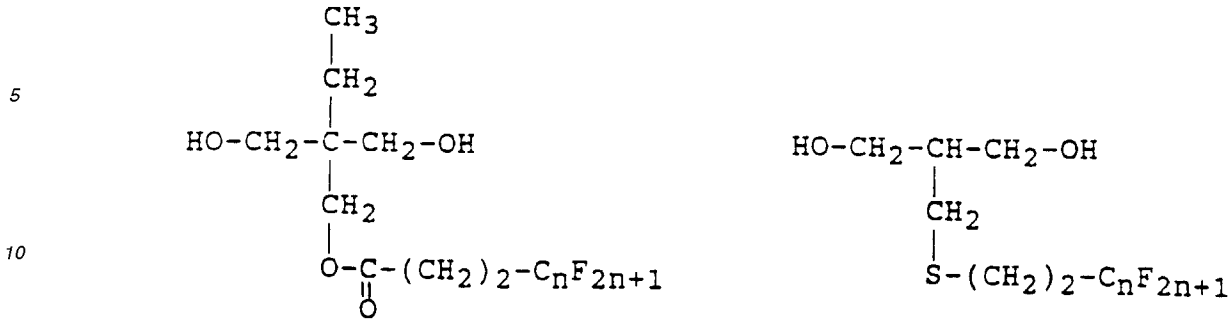 CH3
5
CH2
HO-CH2-C-CH2-OH
HO-CH2-CH-CH2-OH
CH2
CH2
10
O-C-(CH2)2-CnF2n+1
O
S-(CH2)2-CnF2n+1